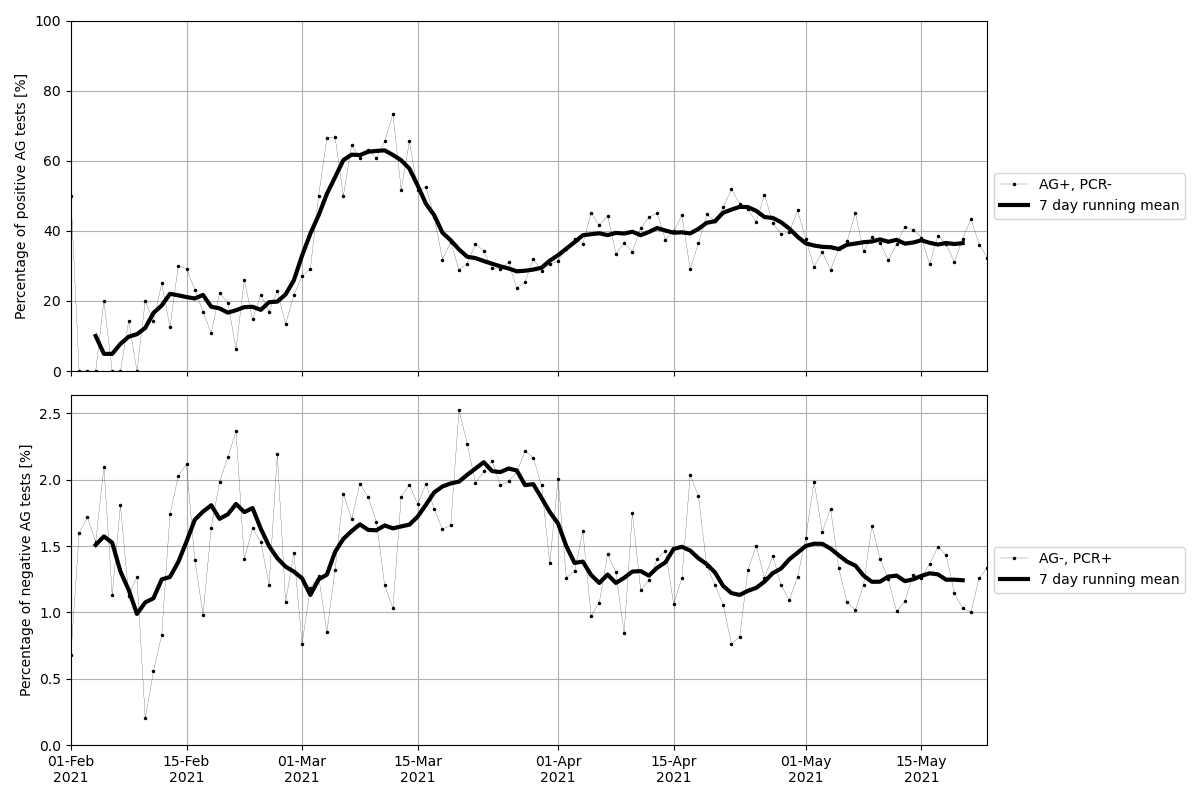 100
80
60
40
20
0
Percentage of positive AG tests [%]
AG+, PCR-
7 day running mean
2.5
2.0
1.5
1.0
0.5
0.0
Percentage of negative AG tests [%]
AG-, PCR+
7 day running mean
01-Feb
2021
15-Feb
2021
01-Mar
2021
15-Mar
2021
01-Apr
2021
15-Apr
2021
01-May
2021
15-May
2021